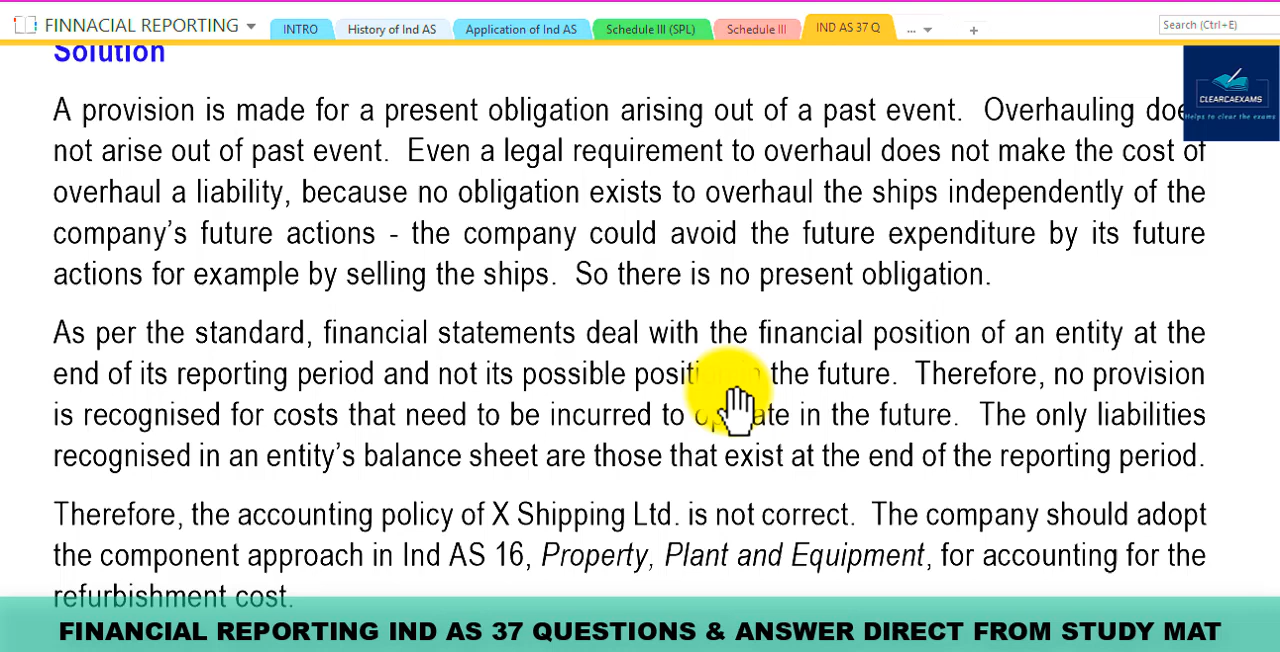 FINNACIAL REPORTING
INTRO
History of Ind AS
Application of Ind AS
Schedule III (SPL)
Schedule III
IND AS 37 Q
...
+
Search (Ctrl+E)
CLEARCAEXAMS
Helps to clear the exams
Solution
A provision is made for a present obligation arising out of a past event. Overhauling
not arise out of past event. Even a legal requirement to overhaul does not make the cost of
overhaul a liability, because no obligation exists to overhaul the ships independently of the
company's future actions - the company could avoid the future expenditure by its future
actions for example by selling the ships. So there is no present obligation.
As per the standard, financial statements deal with the financial position of an entity at the
end of its reporting period and not its possible the future. Therefore, no provision
is recognised for costs that need to be incurred to in the future. The only liabilities
recognised in an entity's balance sheet are those that exist at the end of the reporting period.
Therefore, the accounting policy of X Shipping Ltd. is not correct. The company should adopt
the component approach in Ind AS 16, Property, Plant and Equipment, for accounting for the
refurbishment cost.
FINANCIAL REPORTING IND AS 37 QUESTIONS & ANSWER DIRECT FROM STUDY MAT